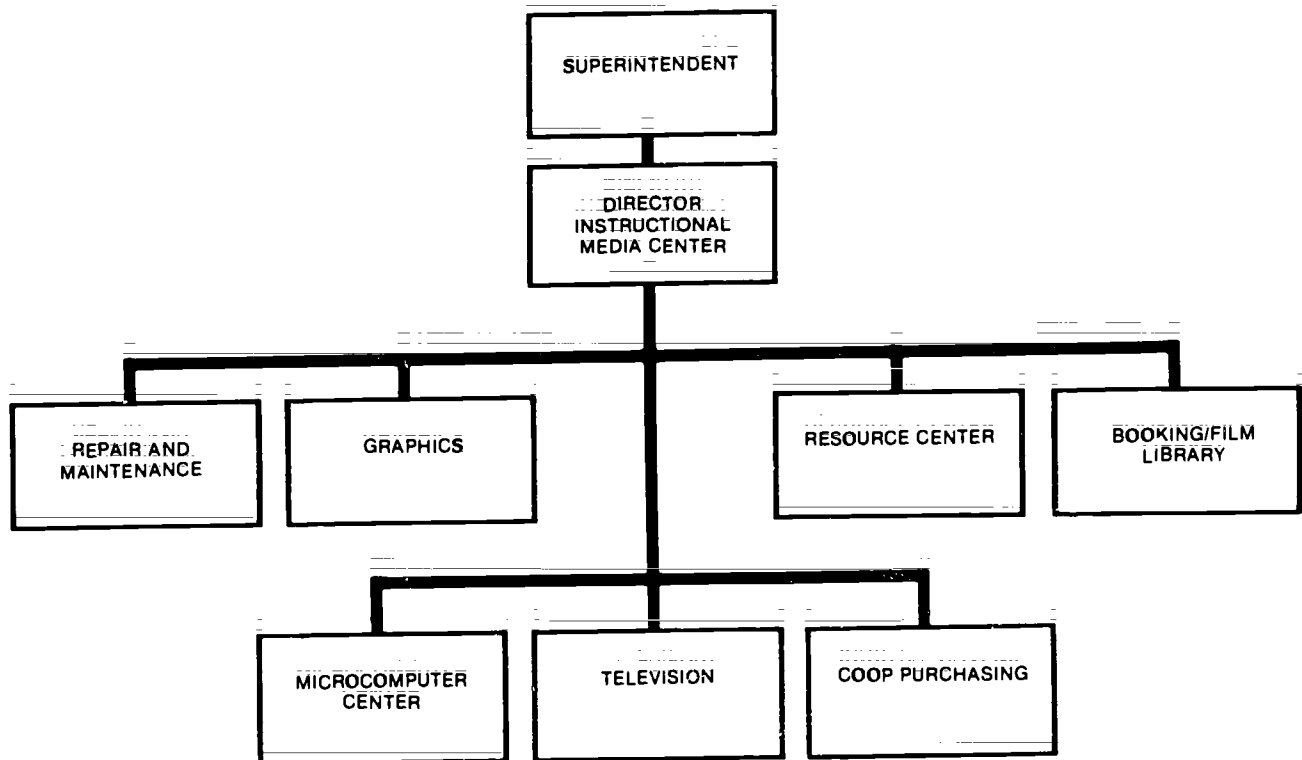 SUPERINTENDENT
DIRECTOR
INSTRUCTIONAL
MEDIA CENTER
REPAIR AND
MAINTENANCE
GRAPHICS
RESOURCE CENTER
BOOKING/FILM
LIBRARY
MICROCOMPUTER
CENTER
TELEVISION
COOP PURCHASING